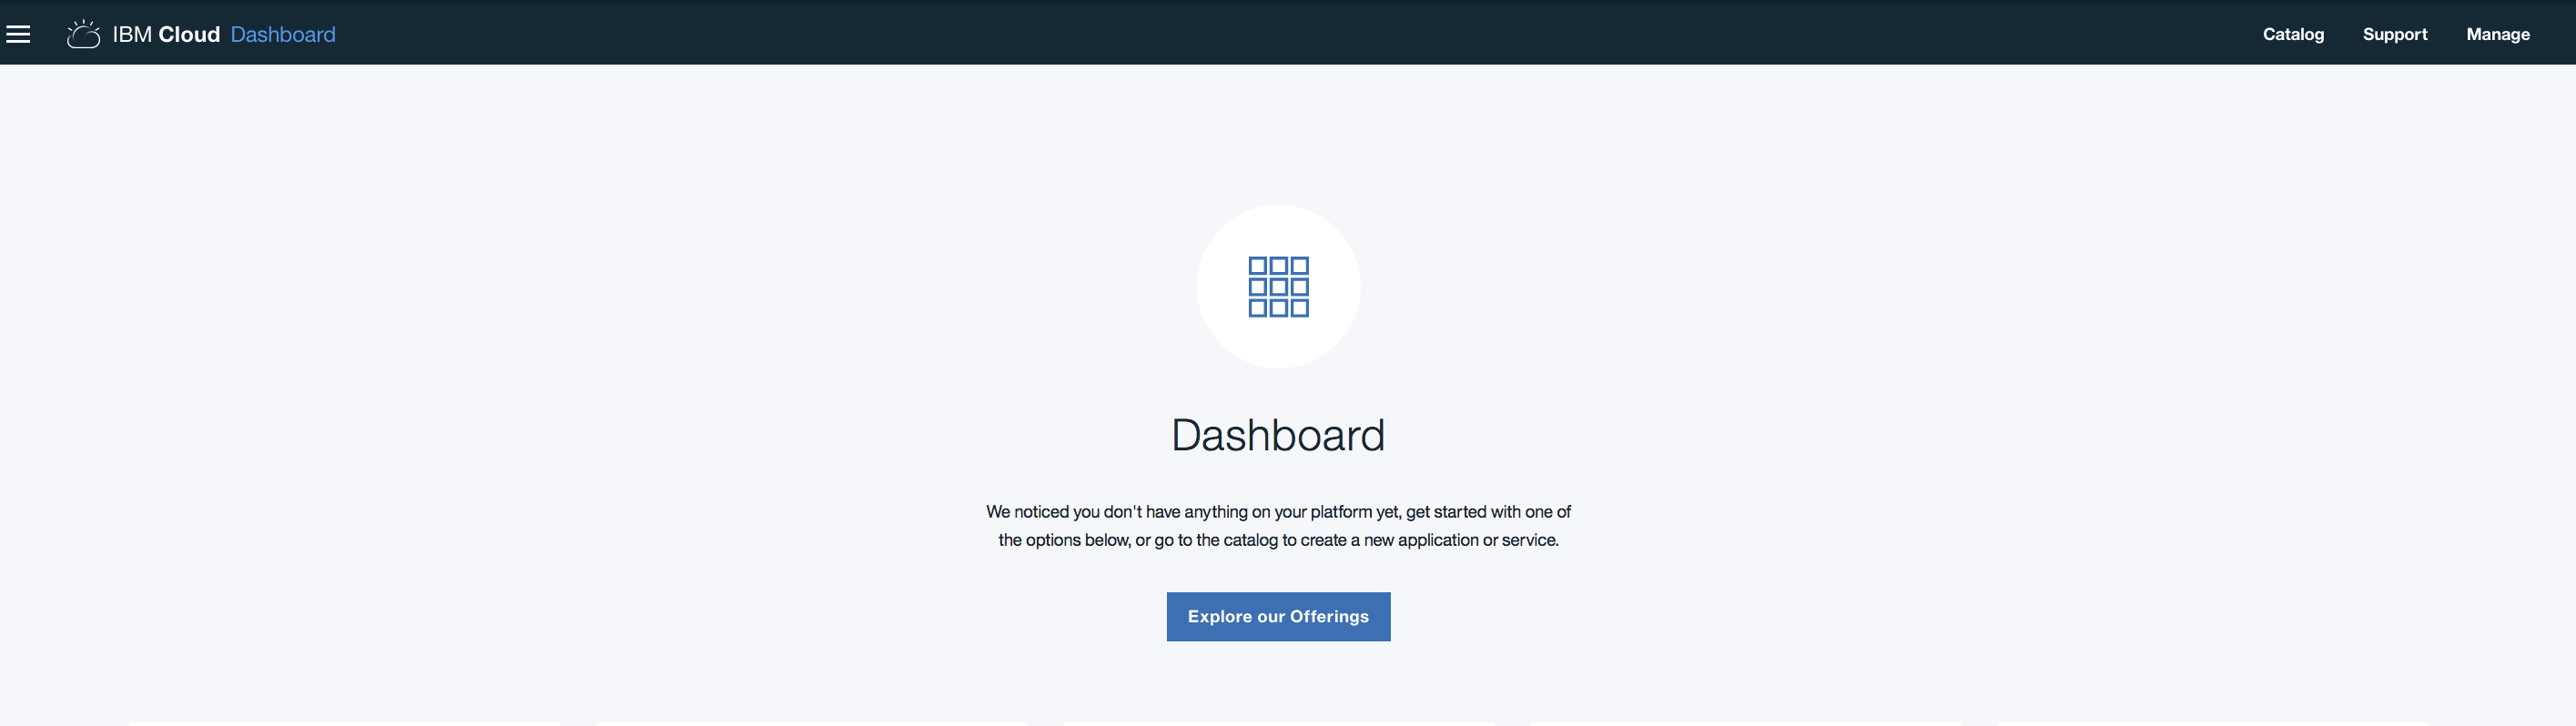 IBM Cloud Dashboard
Catalog Support Manage
Dashboard
We noticed you don't have anything on your platform yet, get started with one of
the options below, or go to the catalog to create a new application or service.
Explore our Offerings